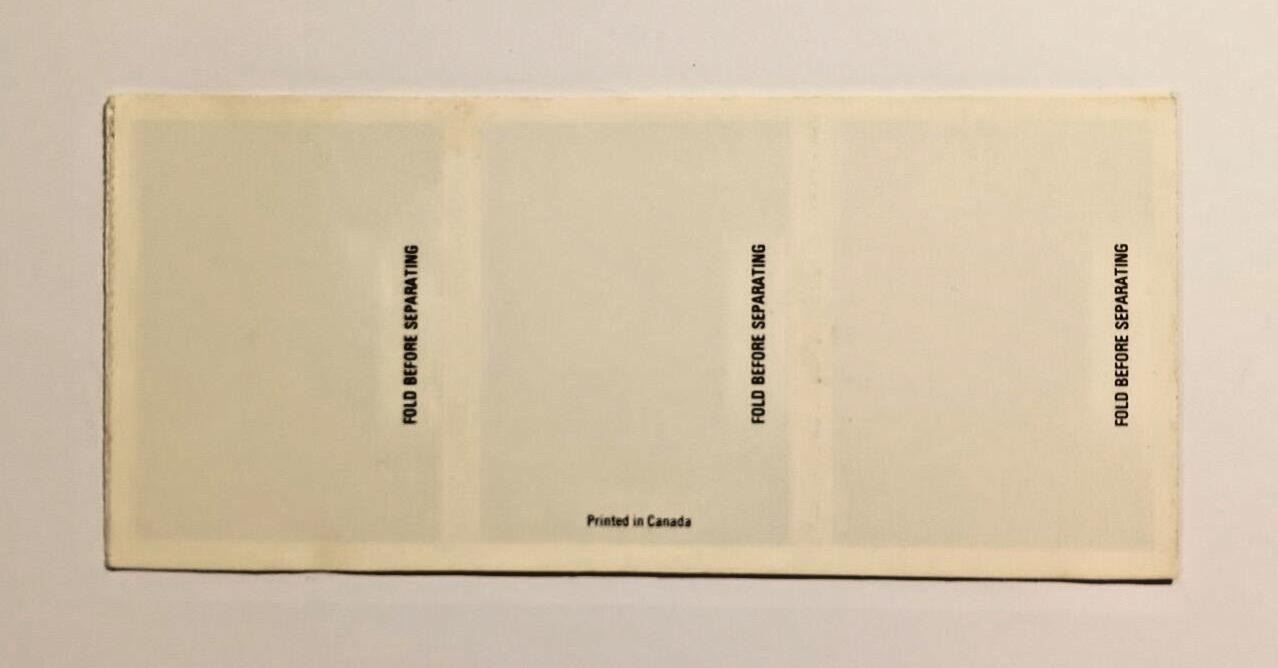 FOLD BEFORE SEPARATING
FOLD BEFORE SEPARATING
FOLD BEFORE SEPARATING
Printed in Canada